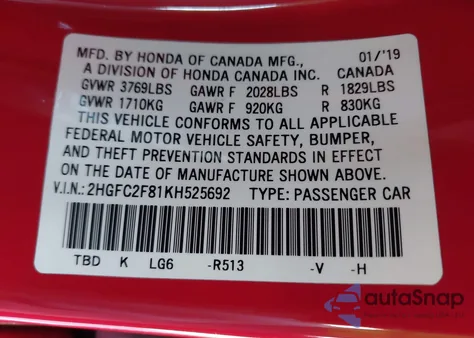 MFD. BY HONDA OF CANADA MFG., 01/'19
A DIVISION OF HONDA CANADA INC. CANADA
GVWR 3769LBS GAWR F 2028LBS R 1829LBS
GVWR 1710KG GAWR F 920KG R 830KG
THIS VEHICLE CONFORMS TO ALL APPLICABLE
FEDERAL MOTOR VEHICLE SAFETY, BUMPER,
AND THEFT PREVENTION STANDARDS IN EFFECT
ON THE DATE OF MANUFACTURE SHOWN ABOVE.
V.I.N.: 2HGFC2F81KH525692 TYPE: PASSENGER CAR
TBD K LG6 -R513 -V -H
autaSnap